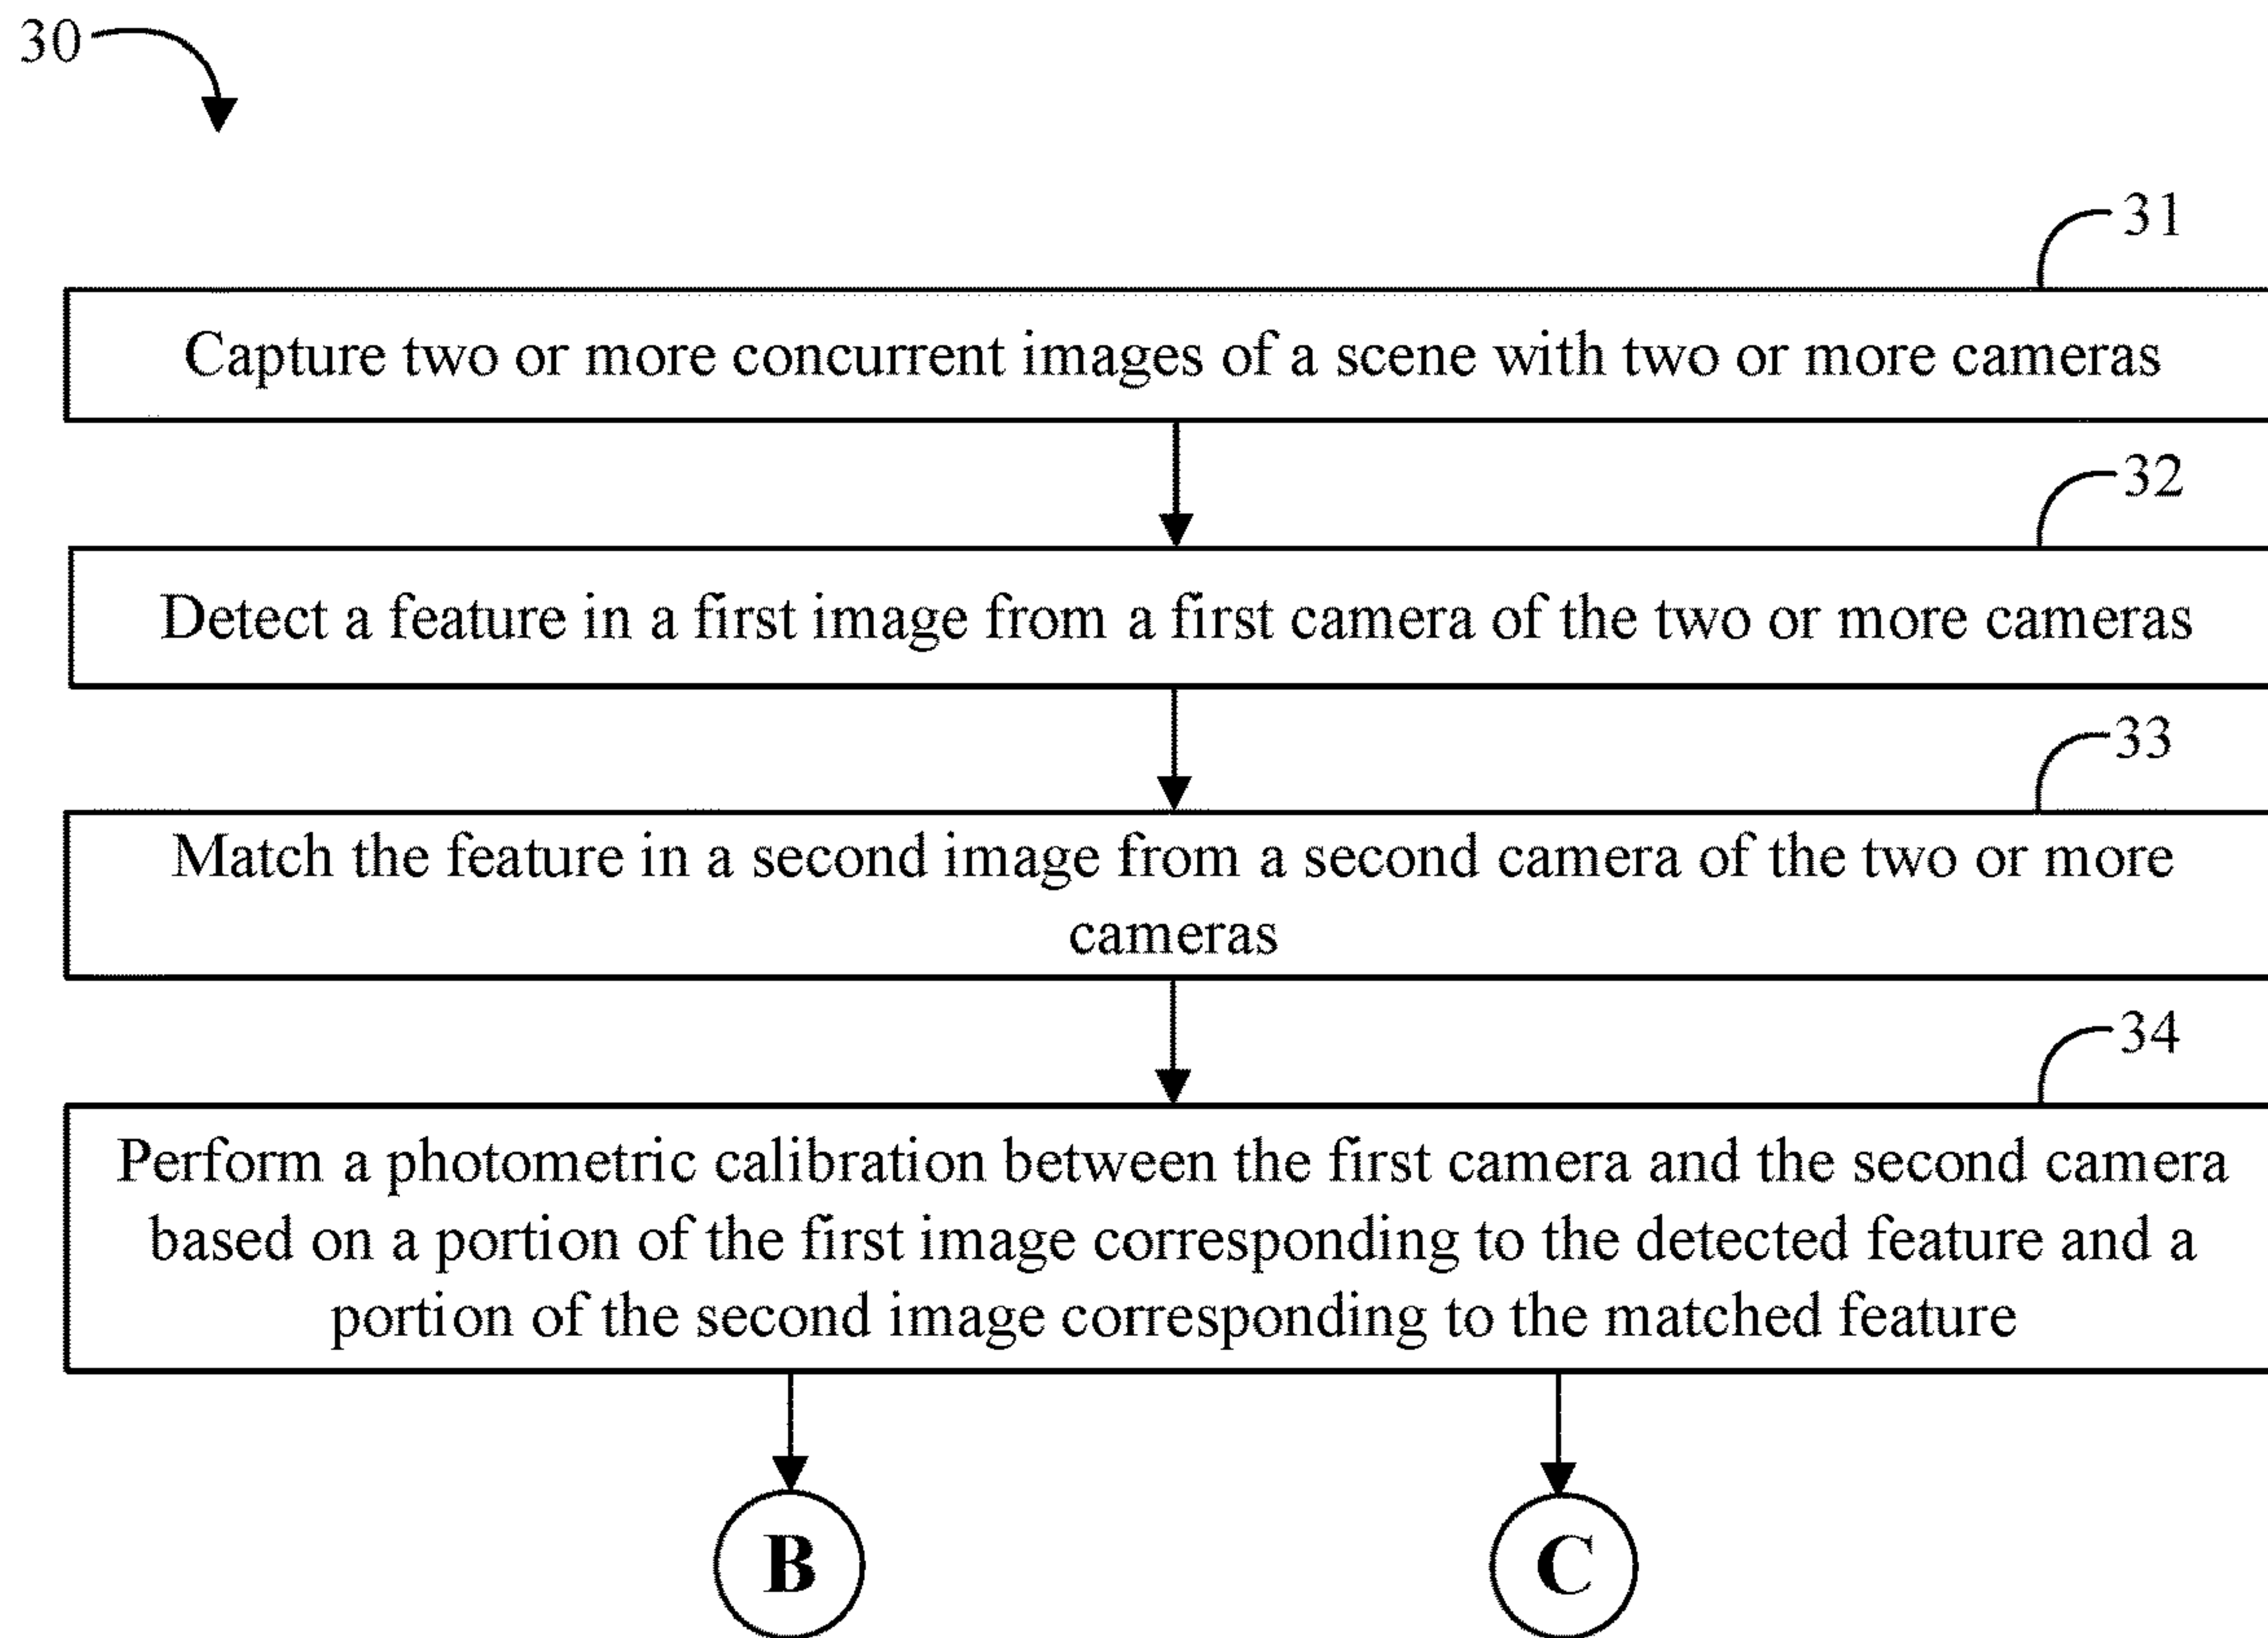 30
31
Capture two or more concurrent images of a scene with two or more cameras
32
Detect a feature in a first image from a first camera of the two or more cameras
33
Match the feature in a second image from a second camera of the two or more
cameras
34
Perform a photometric calibration between the first camera and the second camera
based on a portion of the first image corresponding to the detected feature and a
portion of the second image corresponding to the matched feature
B
C